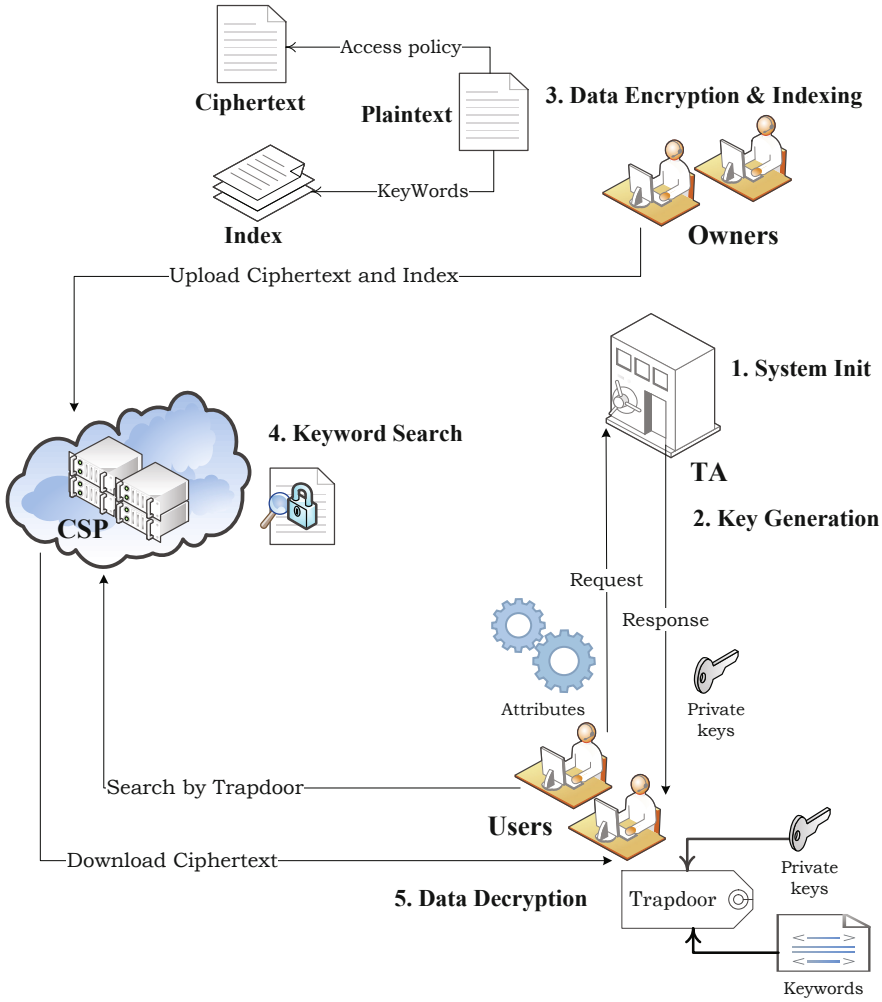 Access policy
Ciphertext
Plaintext
3. Data Encryption & Indexing
KeyWords
Index
Owners
Upload Ciphertext and Index
1. System Init
4. Keyword Search
TA
CSP
2. Key Generation
Request
Response
Attributes
Private
keys
Search by Trapdoor
Users
Download Ciphertext
Private
keys
5. Data Decryption
Trapdoor
Keywords